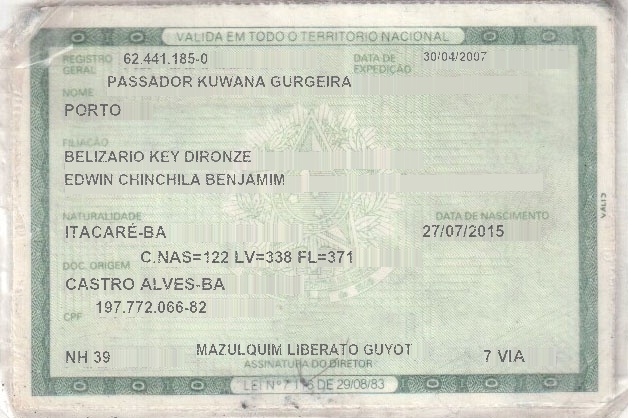 VALIDA EM TODO O TERRITÓRIO NACIONAL
REGISTRO GERAL 62.441.185-0 DATA DE EXPEDIÇÃO 30/04/2007
NOME PASSADOR KUWANA GURGEIRA
PORTO
FILIAÇÃO
BELIZARIO KEY DIRONZE
EDWIN CHINCHILA BENJAMIM
NATURALIDADE DATA DE NASCIMENTO
ITACARÉ-BA 27/07/2015
DOC. ORIGEM C.NAS=122 LV=338 FL=371
CASTRO ALVES-BA
CPF 197.772.066-82
NH 39 MAZULQUIM LIBERATO GUYOT 7 VIA
ASSINATURA DO DIRETOR
LEI Nº 7.116 DE 29/08/83